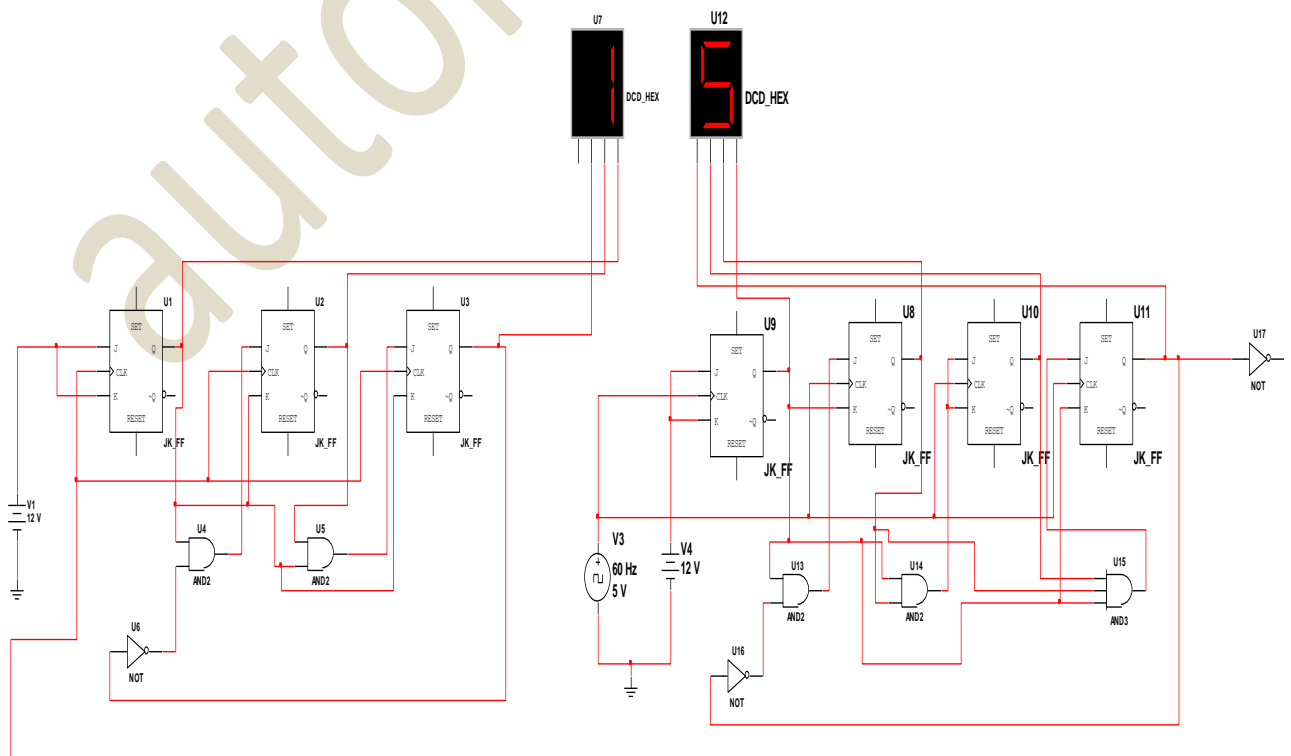 auto
U7
U12
1
5
DCD_HEX
DCD_HEX
U1
SET
J
Q
CLK
K
~Q
RESET
JK_FF
U2
SET
J
Q
CLK
K
~Q
RESET
JK_FF
U3
SET
J
Q
CLK
K
~Q
RESET
JK_FF
U9
SET
J
Q
CLK
K
~Q
RESET
JK_FF
U8
SET
J
Q
CLK
K
~Q
RESET
JK_FF
U10
SET
J
Q
CLK
K
~Q
RESET
JK_FF
U11
SET
J
Q
CLK
K
~Q
RESET
JK_FF
U17
NOT
V1
12 V
U4
AND2
U5
AND2
U6
NOT
V3
60 Hz
5 V
V4
12 V
U13
AND2
U14
AND2
U15
AND3
U16
NOT